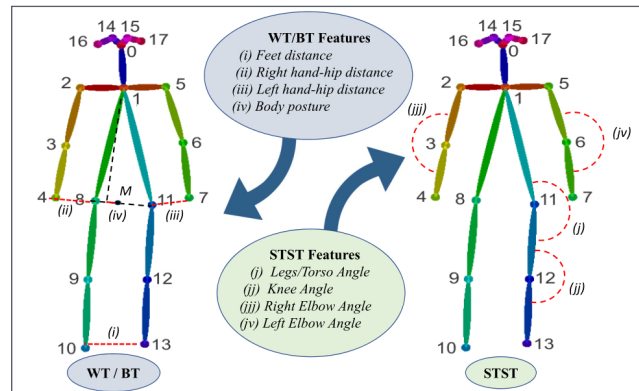 14 15
16 17
0
2 5
1
3 6
4 8 M 11 7
(ii) (iv) (iii)
9 12
(i)
10 13
WT / BT
WT/BT Features
(i) Feet distance
(ii) Right hand-hip distance
(iii) Left hand-hip distance
(iv) Body posture
STST Features
(j) Legs/Torso Angle
(jj) Knee Angle
(jjj) Right Elbow Angle
(jv) Left Elbow Angle
14 15
16 17
0
2 5
1
(jjj) (jv)
3 6
4 8 11 7
(j)
9 12
(jj)
10 13
STST